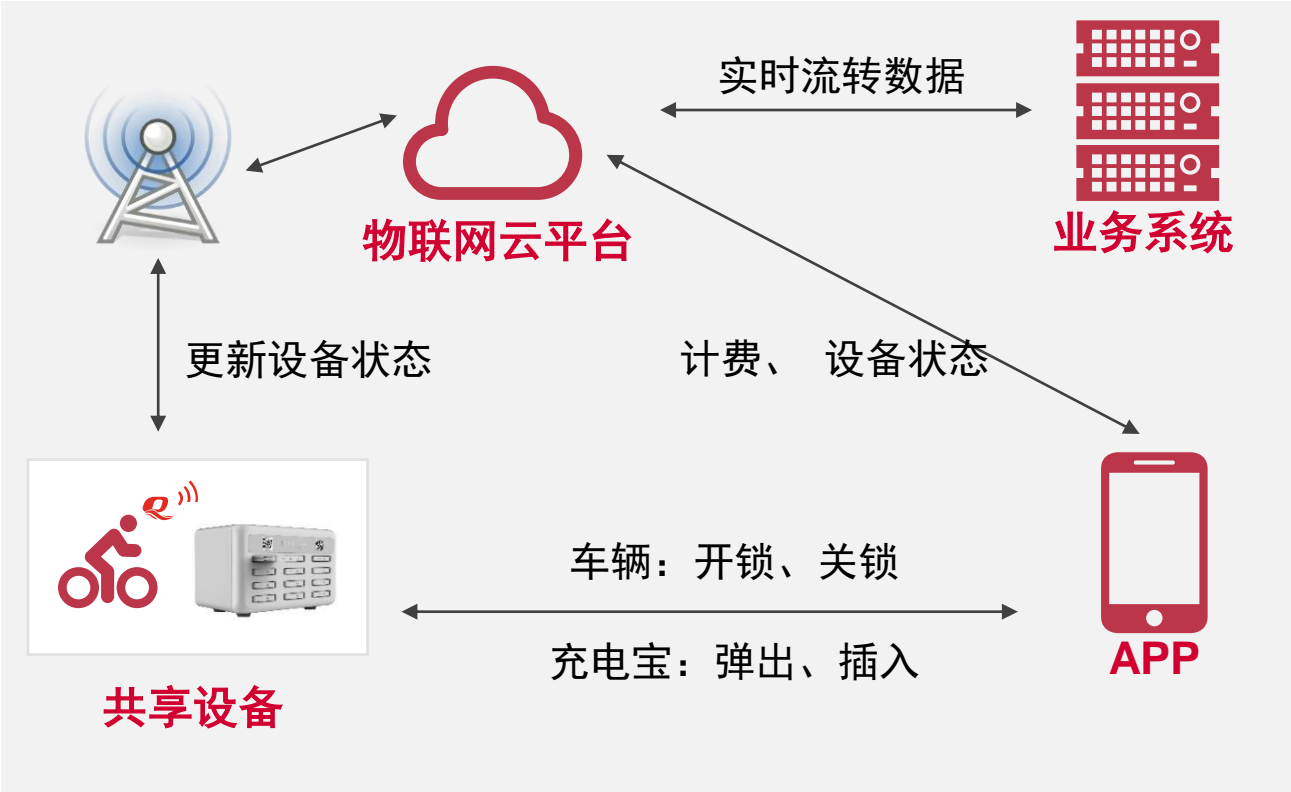 实时流转数据
物联网云平台
业务系统
更新设备状态
计费、 设备状态
车辆：开锁、关锁
充电宝：弹出、插入
APP
共享设备